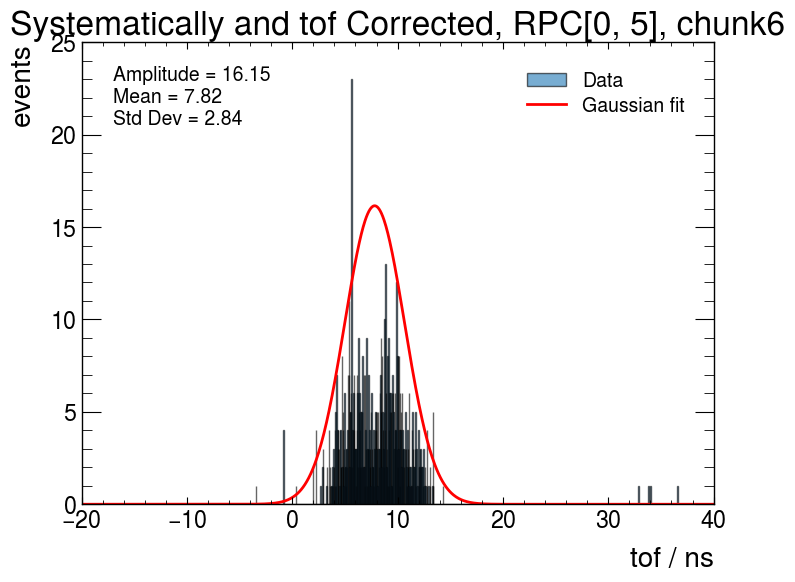 Systematically and tof Corrected, RPC[0, 5], chunk6
events
25
20
15
10
5
0
Amplitude = 16.15
Mean = 7.82
Std Dev = 2.84
Data
Gaussian fit
−20
−10
0
10
20
30
40
tof / ns